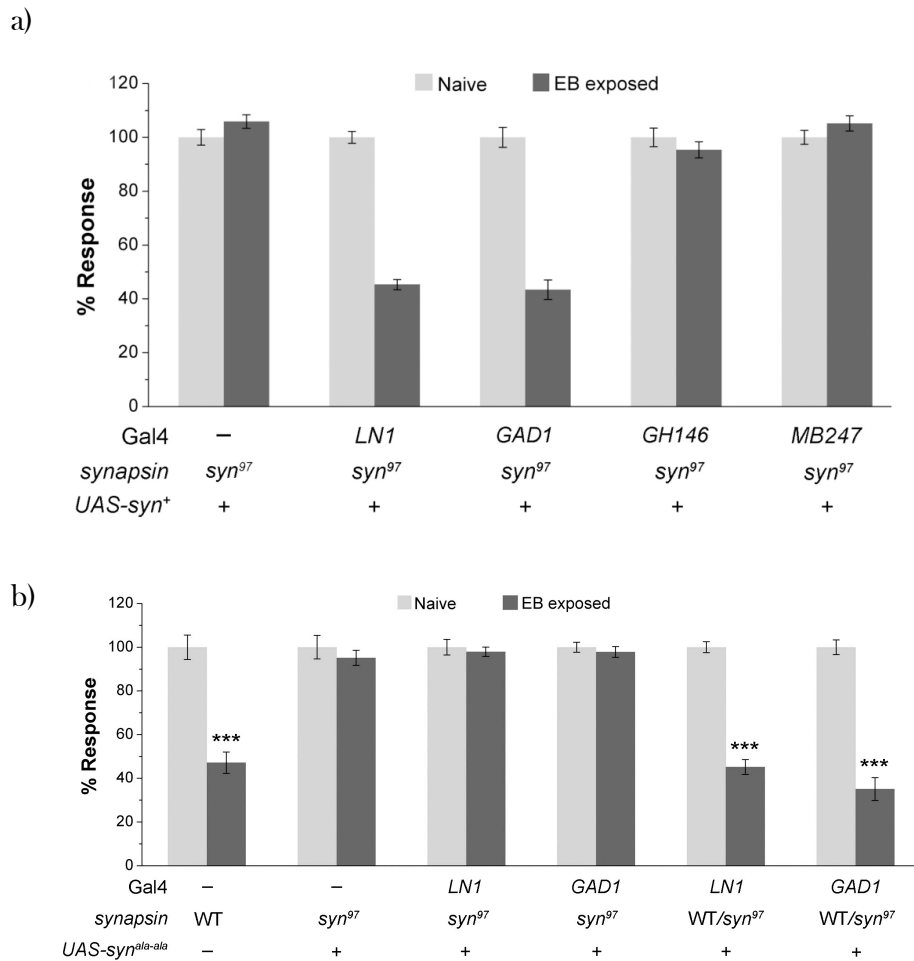 a)
Naive EB exposed
120
100
80
60
40
20
0
% Response
Gal4 – LN1 GAD1 GH146 MB247
synapsin syn⁹⁷ syn⁹⁷ syn⁹⁷ syn⁹⁷ syn⁹⁷
UAS-syn⁺ + + + + +
b)
Naive EB exposed
120
100
80
60
40
20
0
% Response
*** *** ***
Gal4 – – LN1 GAD1 LN1 GAD1
synapsin WT syn⁹⁷ syn⁹⁷ syn⁹⁷ WT/syn⁹⁷ WT/syn⁹⁷
UAS-synᵃˡᵃ⁻ᵃˡᵃ – + + + + +